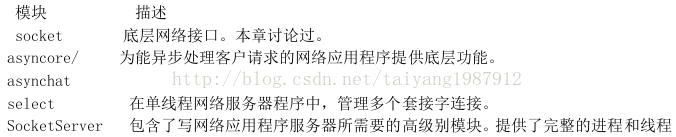 模块 描述
socket 底层网络接口。本章讨论过。
asyncore/ 为能异步处理客户请求的网络应用程序提供底层功能。
asynchat
http://blog.csdn.net/taiyang1987912
select 在单线程网络服务器程序中，管理多个套接字连接。
SocketServer 包含了写网络应用程序服务器所需要的高级别模块。提供了完整的进程和线程